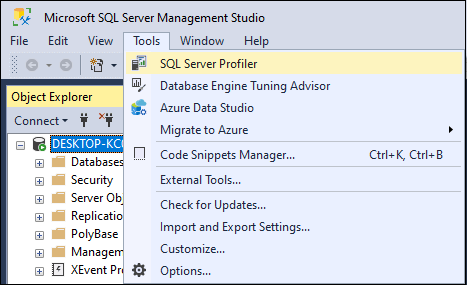 Microsoft SQL Server Management Studio
File Edit View Tools Window Help
SQL Server Profiler
Database Engine Tuning Advisor
Azure Data Studio
Migrate to Azure
Code Snippets Manager... Ctrl+K, Ctrl+B
External Tools...
Check for Updates...
Import and Export Settings...
Customize...
Options...
Object Explorer
Connect
DESKTOP-KC
Databases
Security
Server Ob
Replication
PolyBase
Managem
XEvent Pr